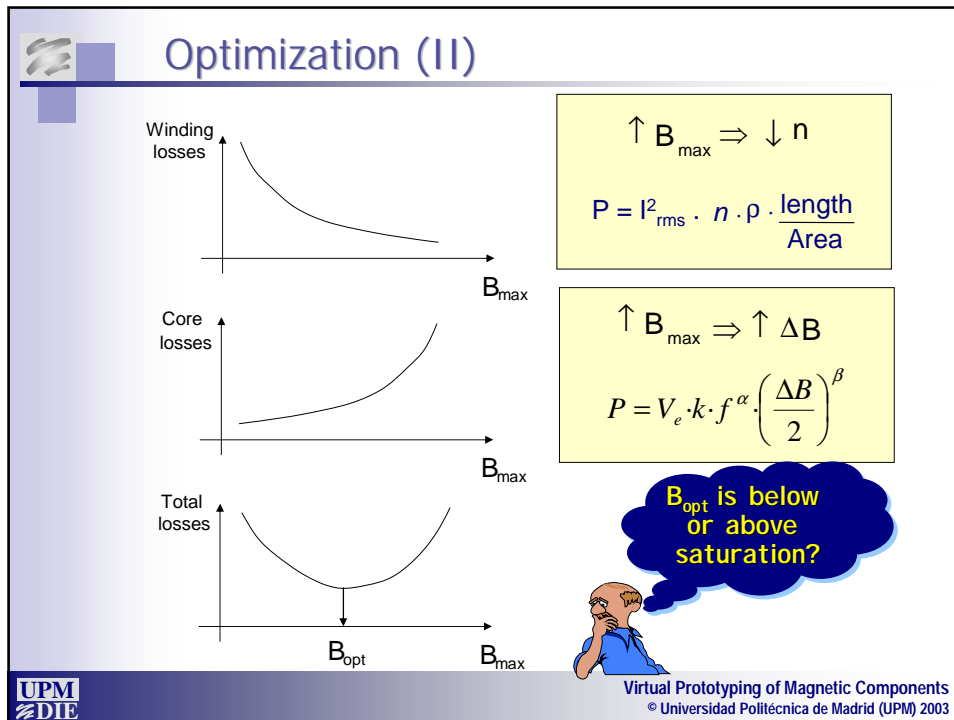 Optimization (II)
Winding
losses
B_max
Core
losses
B_max
Total
losses
B_opt
B_max
↑ B_max ⇒ ↓ n
P = I²_rms . n · ρ · length/Area
↑ B_max ⇒ ↑ ΔB
P = V_e · k · f^α · (ΔB/2)^β
B_opt is below
or above
saturation?
UPM
DIE
Virtual Prototyping of Magnetic Components
© Universidad Politécnica de Madrid (UPM) 2003